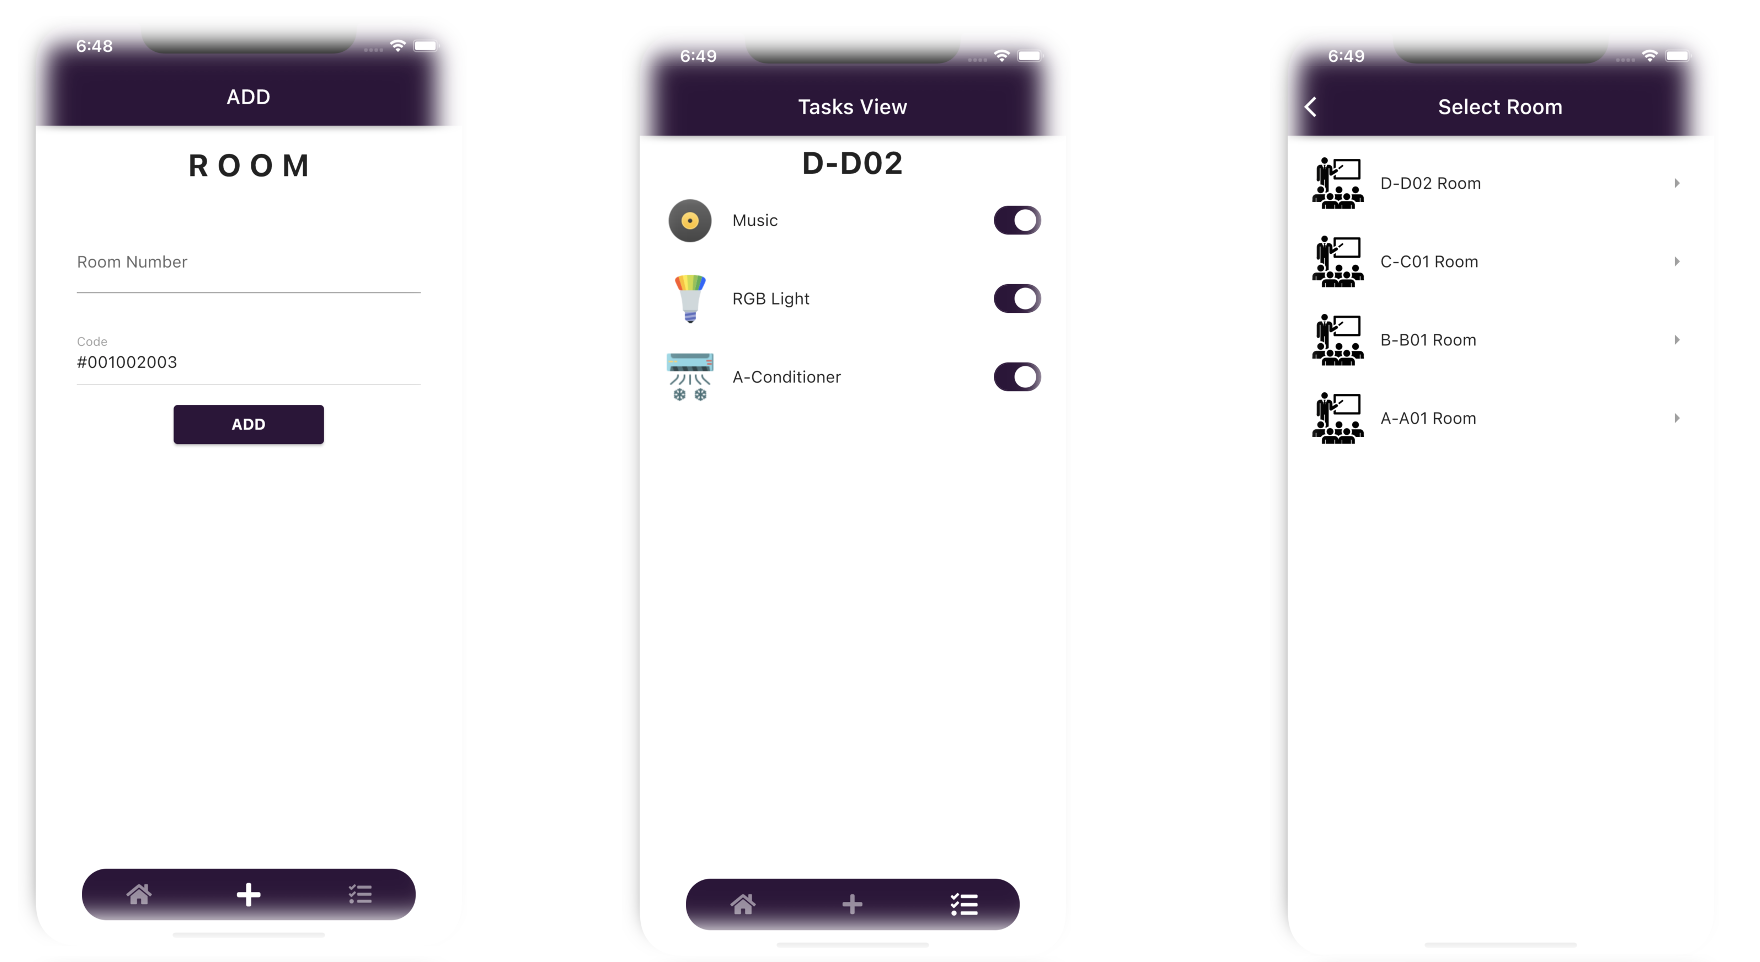 6:48
ADD
ROOM
Room Number
Code
#001002003
ADD
6:49
Tasks View
D-D02
Music
RGB Light
A-Conditioner
6:49
Select Room
D-D02 Room
C-C01 Room
B-B01 Room
A-A01 Room